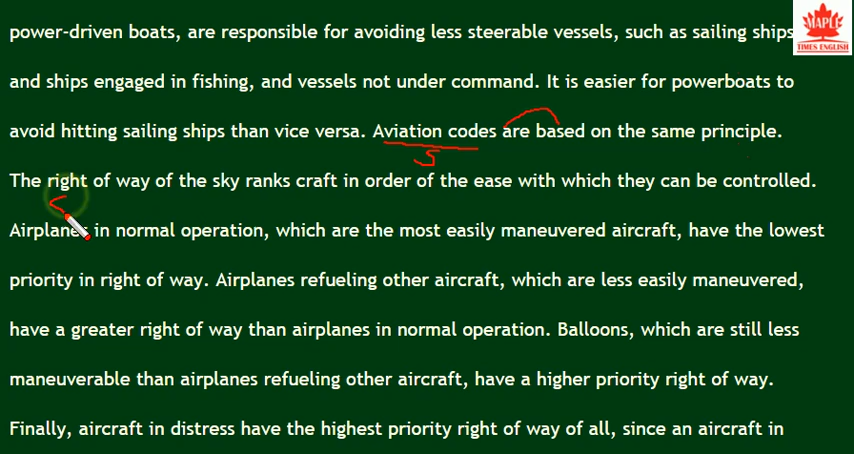 MAPLE
TIMES ENGLISH
power-driven boats, are responsible for avoiding less steerable vessels, such as sailing ships
and ships engaged in fishing, and vessels not under command. It is easier for powerboats to
avoid hitting sailing ships than vice versa. Aviation codes are based on the same principle.
S
The right of way of the sky ranks craft in order of the ease with which they can be controlled.
Airplanes in normal operation, which are the most easily maneuvered aircraft, have the lowest
priority in right of way. Airplanes refueling other aircraft, which are less easily maneuvered,
have a greater right of way than airplanes in normal operation. Balloons, which are still less
maneuverable than airplanes refueling other aircraft, have a higher priority right of way.
Finally, aircraft in distress have the highest priority right of way of all, since an aircraft in